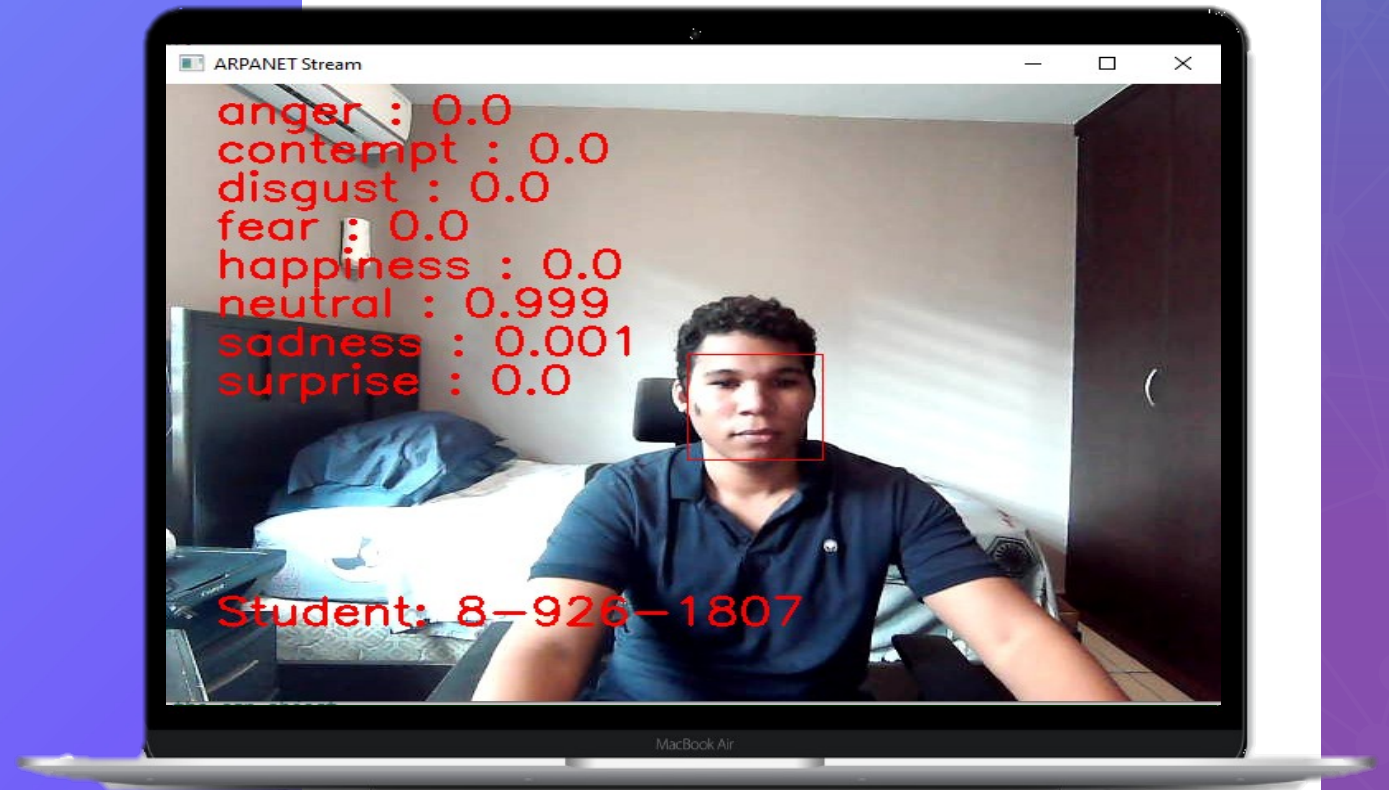 ARPANET Stream
anger : 0.0
contempt : 0.0
disgust : 0.0
fear : 0.0
happiness : 0.0
neutral : 0.999
sadness : 0.001
surprise : 0.0
Student: 8-926-1807
MacBook Air